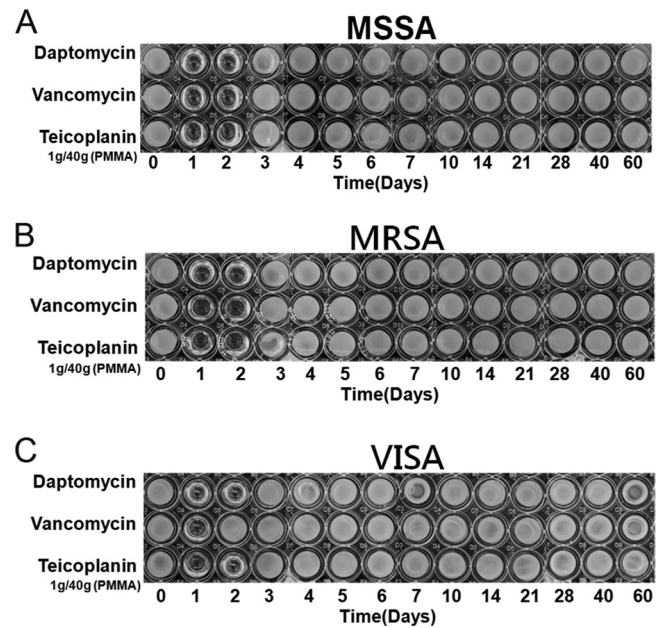 A
MSSA
Daptomycin
Vancomycin
Teicoplanin
1g/40g (PMMA)
0 1 2 3 4 5 6 7 10 14 21 28 40 60
Time(Days)
B
MRSA
Daptomycin
Vancomycin
Teicoplanin
1g/40g (PMMA)
0 1 2 3 4 5 6 7 10 14 21 28 40 60
Time(Days)
C
VISA
Daptomycin
Vancomycin
Teicoplanin
1g/40g (PMMA)
0 1 2 3 4 5 6 7 10 14 21 28 40 60
Time(Days)